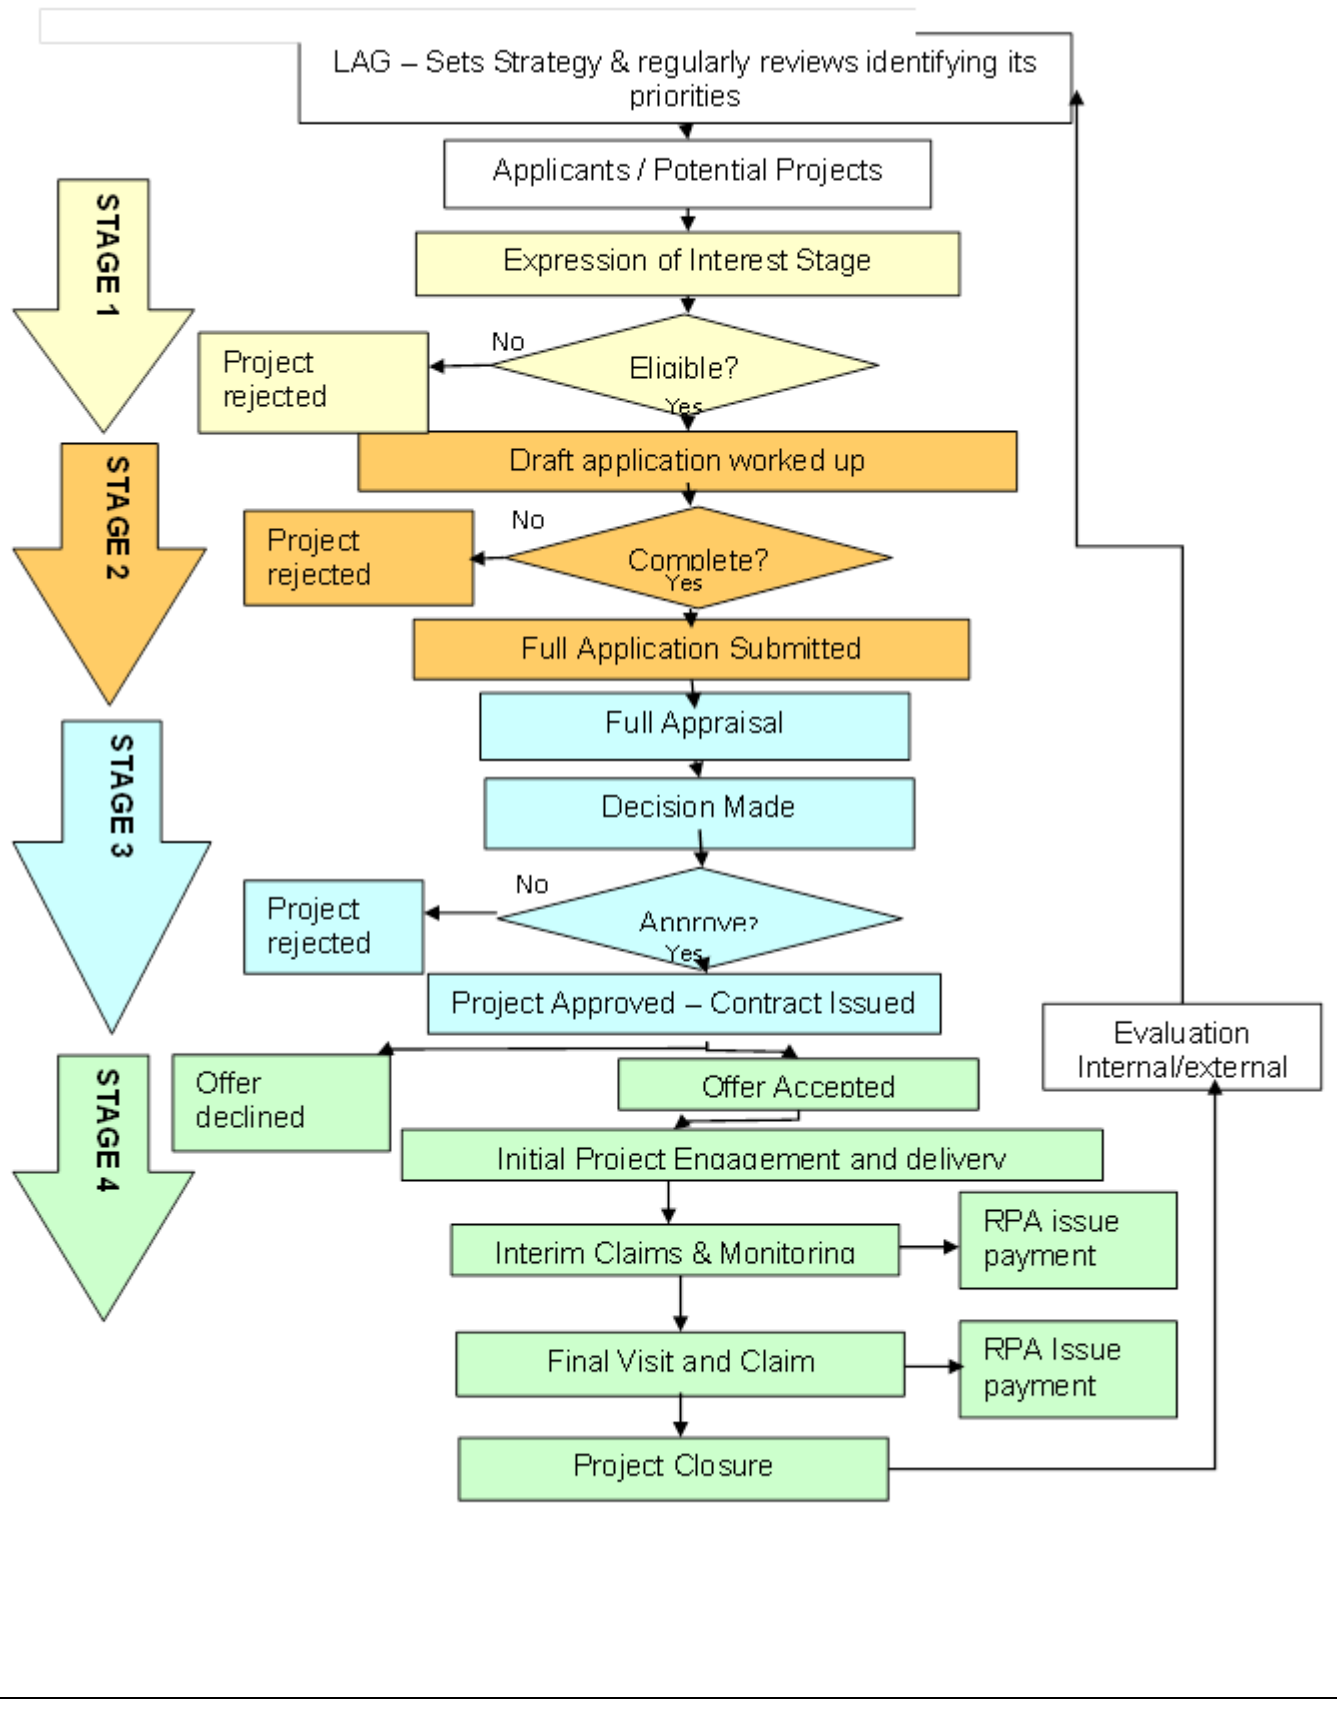 LAG – Sets Strategy & regularly reviews identifying its
priorities
Applicants / Potential Projects
STAGE 1
Expression of Interest Stage
No
Eligible?
Yes
Project
rejected
STAGE 2
Draft application worked up
No
Complete?
Yes
Project
rejected
Full Application Submitted
STAGE 3
Full Appraisal
Decision Made
No
Approve?
Yes
Project
rejected
Project Approved – Contract Issued
Evaluation
Internal/external
STAGE 4
Offer
declined
Offer Accepted
Initial Project Engagement and delivery
Interim Claims & Monitoring
RPA issue
payment
Final Visit and Claim
RPA Issue
payment
Project Closure